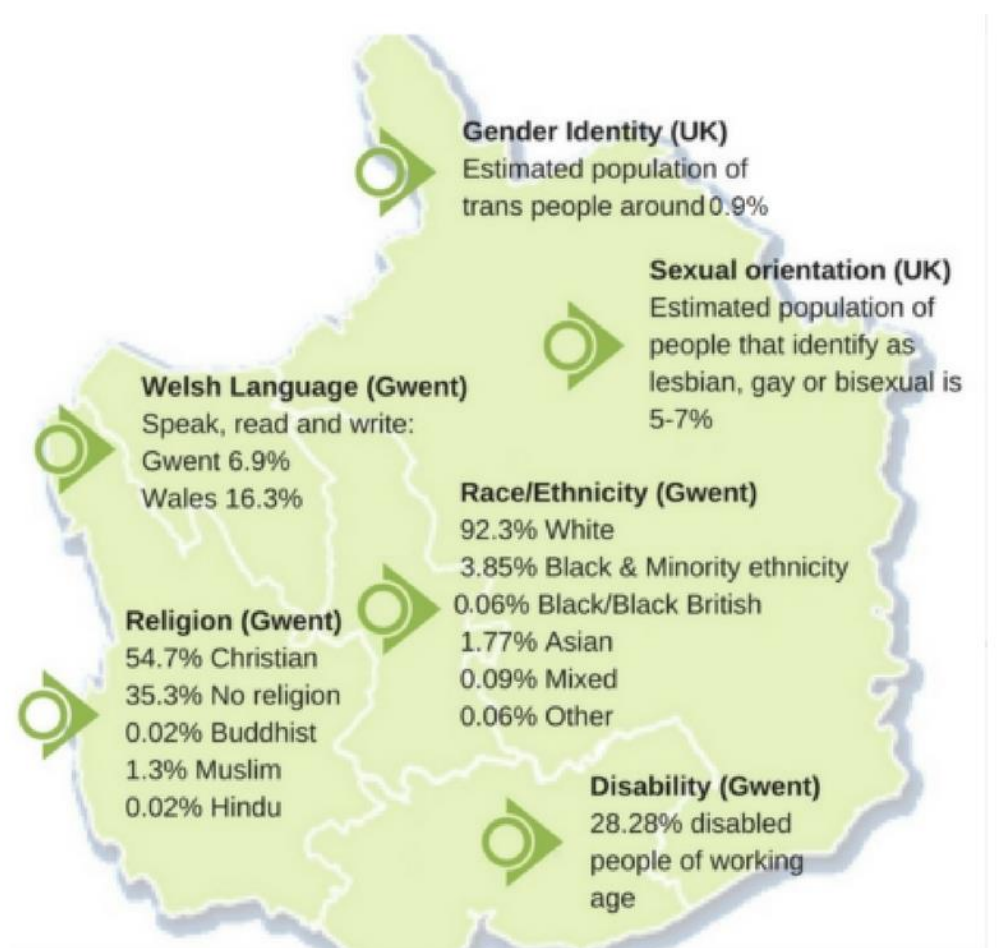 Gender Identity (UK)
Estimated population of
trans people around 0.9%
Sexual orientation (UK)
Estimated population of
people that identify as
lesbian, gay or bisexual is
5-7%
Welsh Language (Gwent)
Speak, read and write:
Gwent 6.9%
Wales 16.3%
Race/Ethnicity (Gwent)
92.3% White
3.85% Black & Minority ethnicity
0.06% Black/Black British
1.77% Asian
0.09% Mixed
0.06% Other
Religion (Gwent)
54.7% Christian
35.3% No religion
0.02% Buddhist
1.3% Muslim
0.02% Hindu
Disability (Gwent)
28.28% disabled
people of working
age